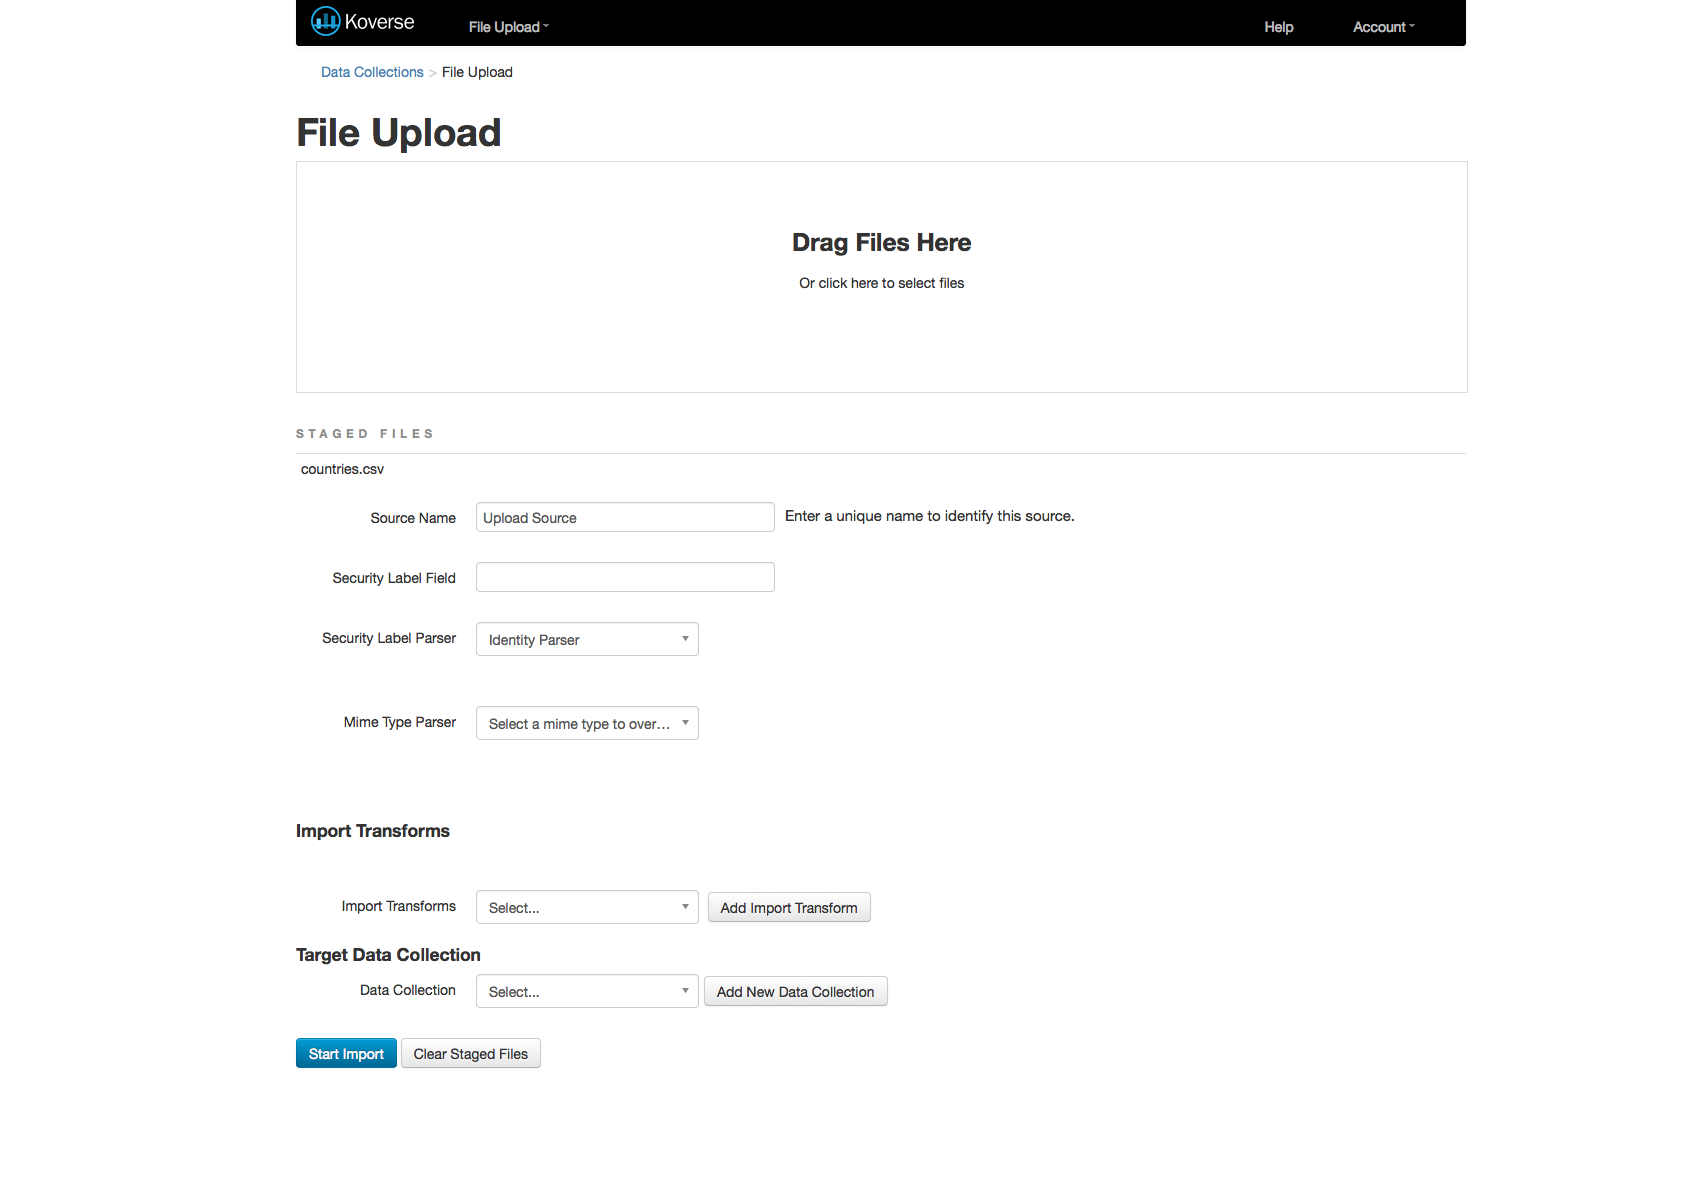 Koverse File Upload Help Account
Data Collections > File Upload
File Upload
Drag Files Here
Or click here to select files
STAGED FILES
countries.csv
Source Name Upload Source Enter a unique name to identify this source.
Security Label Field
Security Label Parser Identity Parser
Mime Type Parser Select a mime type to over...
Import Transforms
Import Transforms Select... Add Import Transform
Target Data Collection
Data Collection Select... Add New Data Collection
Start Import Clear Staged Files